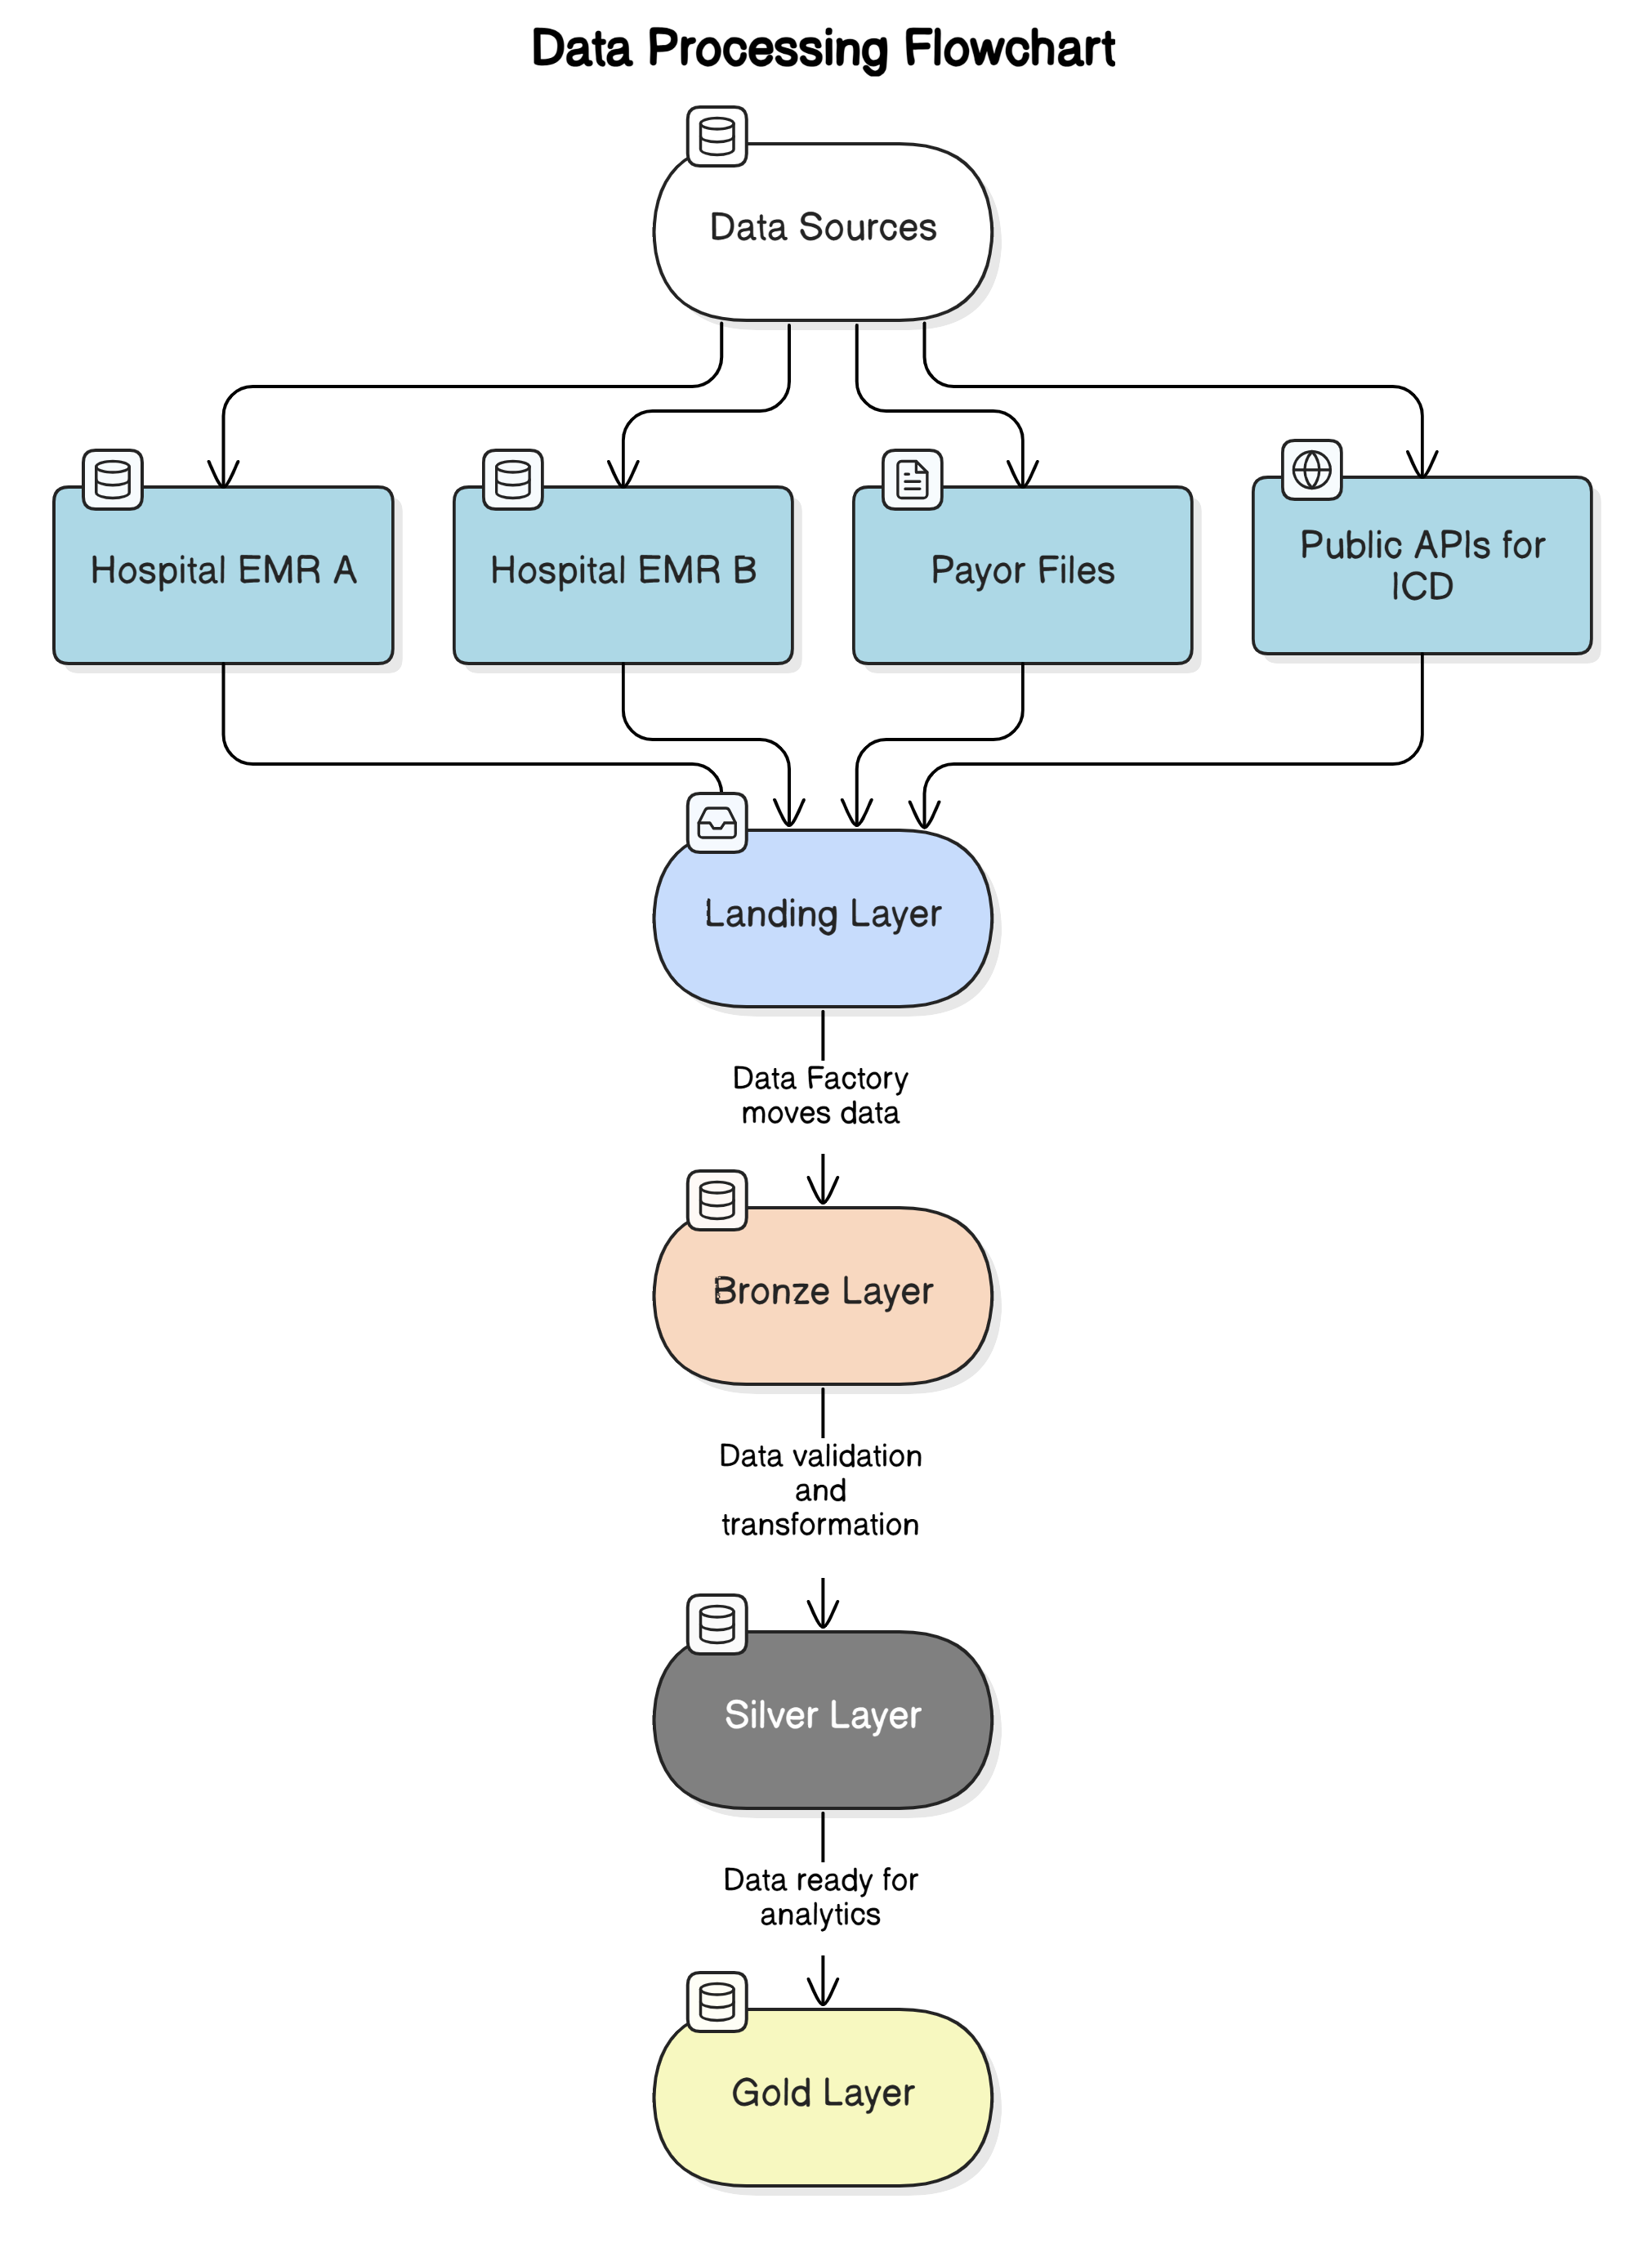 Data Processing Flowchart
Data Sources
Hospital EMR A
Hospital EMR B
Payor Files
Public APIs for
ICD
Landing Layer
Data Factory
moves data
Bronze Layer
Data validation
and
transformation
Silver Layer
Data ready for
analytics
Gold Layer